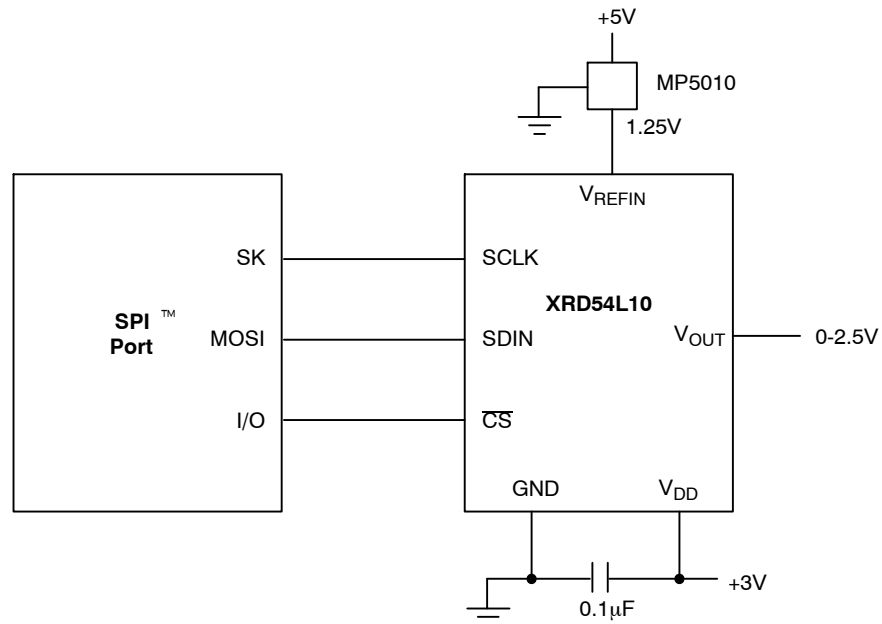 +5V
MP5010
1.25V
VREFIN
SK
SCLK
XRD54L10
SPI ™
Port
MOSI
SDIN
VOUT
0-2.5V
I/O
CS
GND
VDD
+3V
0.1µF